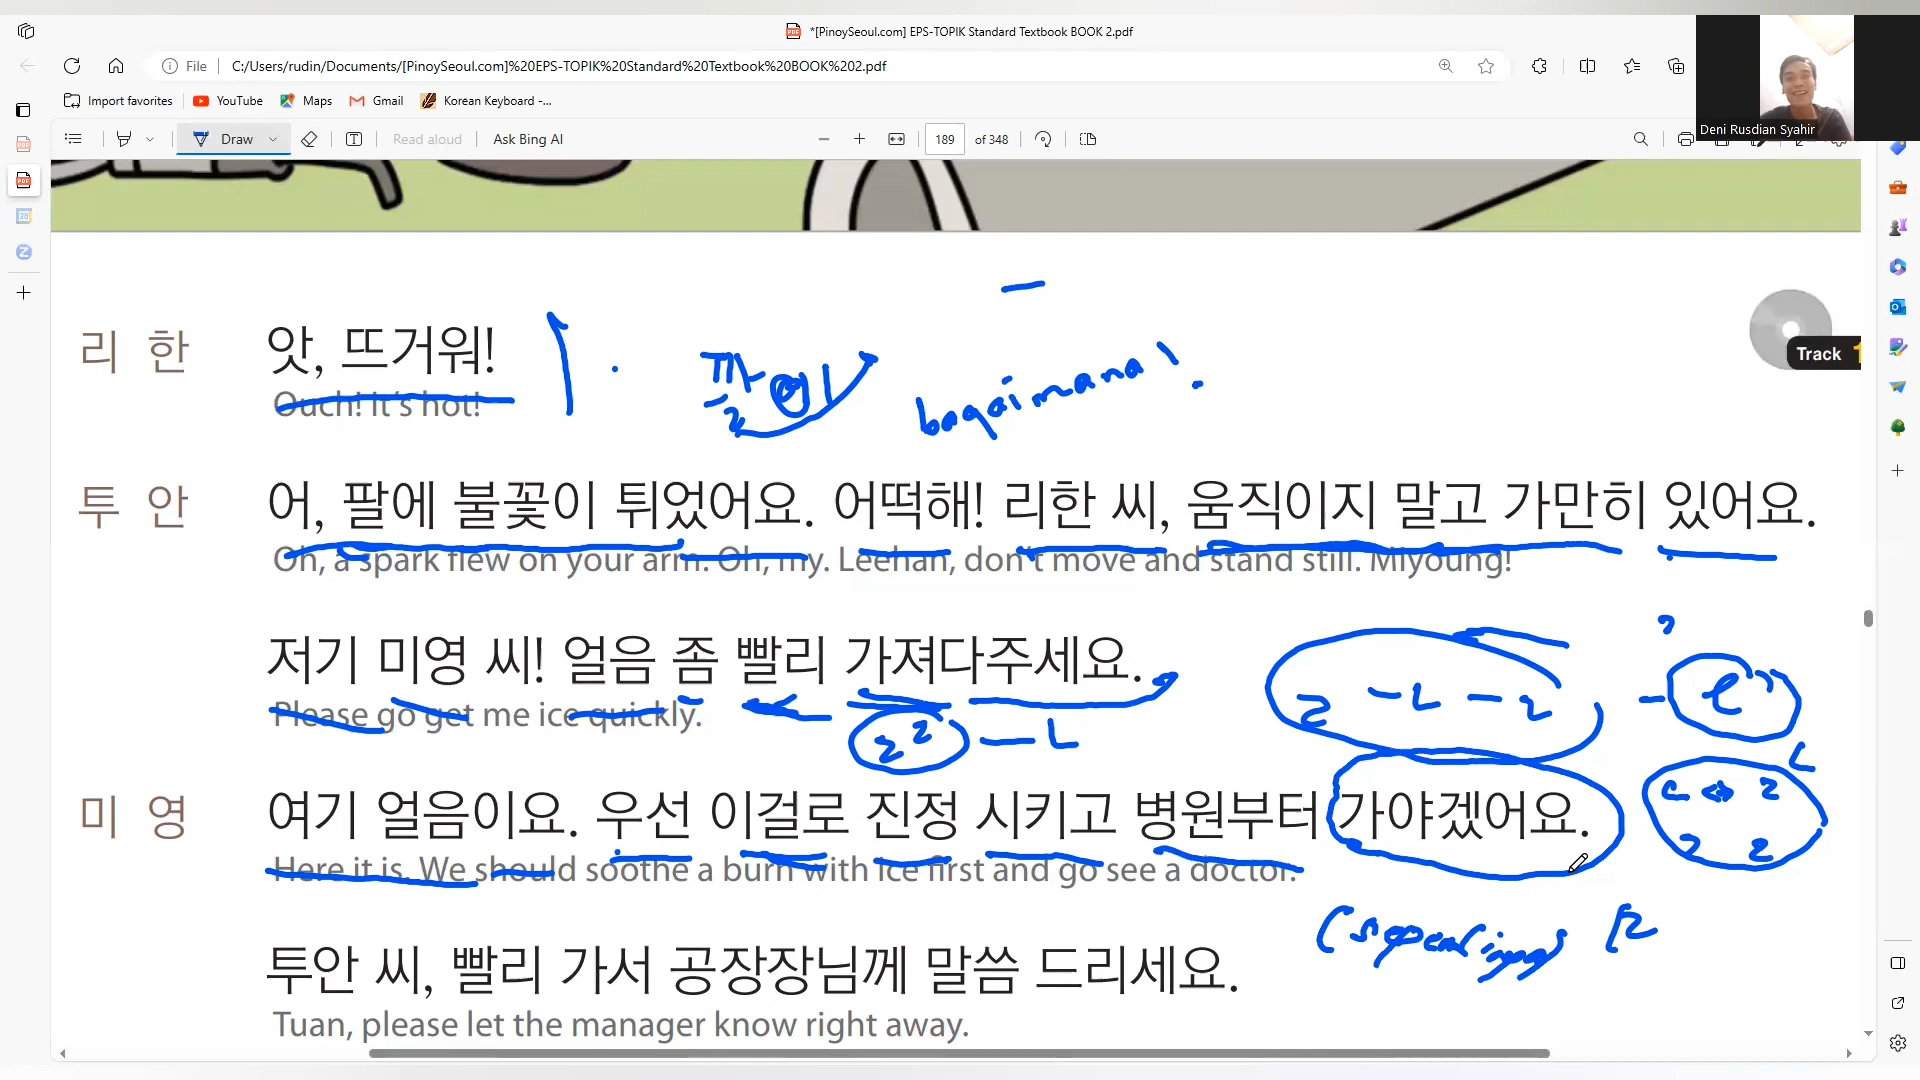 *[PinoySeoul.com] EPS-TOPIK Standard Textbook BOOK 2.pdf
File C:/Users/rudin/Documents/[PinoySeoul.com]%20EPS-TOPIK%20Standard%20Textbook%20BOOK%202.pdf
Import favorites YouTube Maps Gmail Korean Keyboard -...
Deni Rusdian Syahir
Draw Read aloud Ask Bing AI 189 of 348
Track
리 한 앗, 뜨거워!
Ouch! It's hot!
bagaimana
투 안 어, 팔에 불꽃이 튀었어요. 어떡해! 리한 씨, 움직이지 말고 가만히 있어요.
Oh, a spark flew on your arm. Oh, my. Leehan, don't move and stand still. Miyoung!
저기 미영 씨! 얼음 좀 빨리 가져다주세요.
Please go get me ice quickly.
미 영 여기 얼음이요. 우선 이걸로 진정 시키고 병원부터 가야겠어요.
Here it is. We should soothe a burn with ice first and go see a doctor.
투안 씨, 빨리 가서 공장장님께 말씀 드리세요.
Tuan, please let the manager know right away.